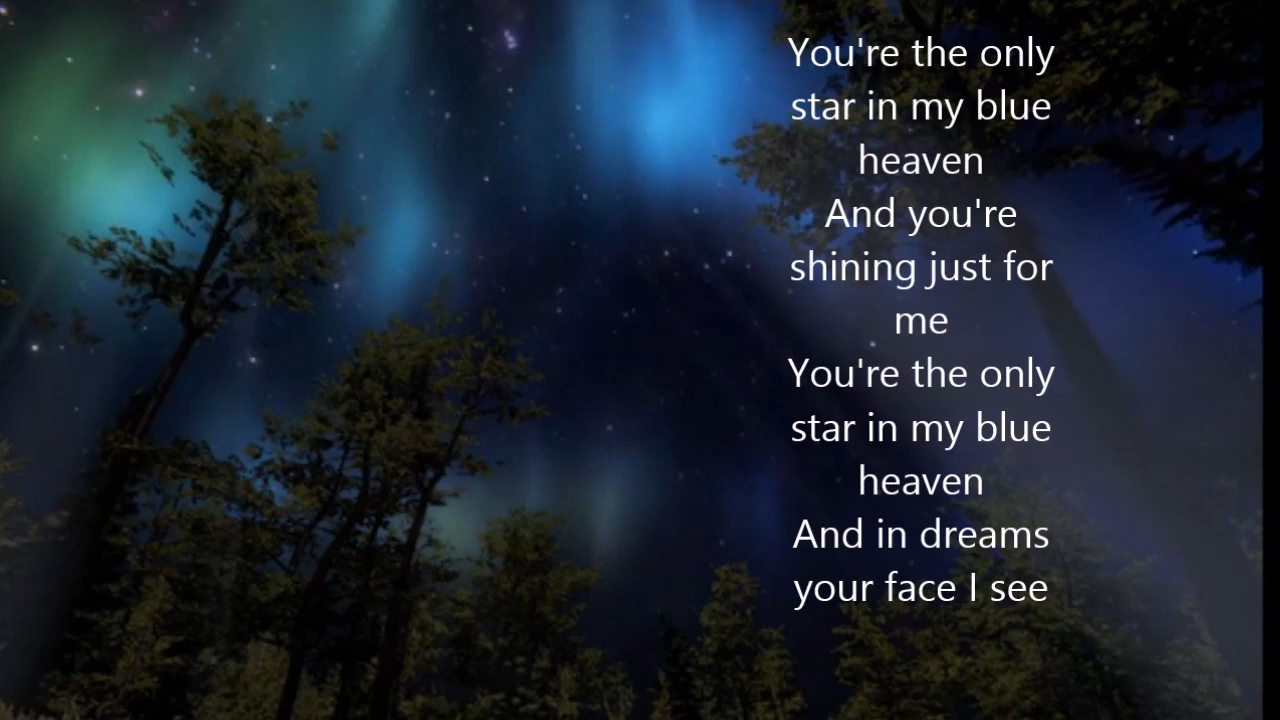 You're the only
star in my blue
heaven
And you're
shining just for
me
You're the only
star in my blue
heaven
And in dreams
your face I see